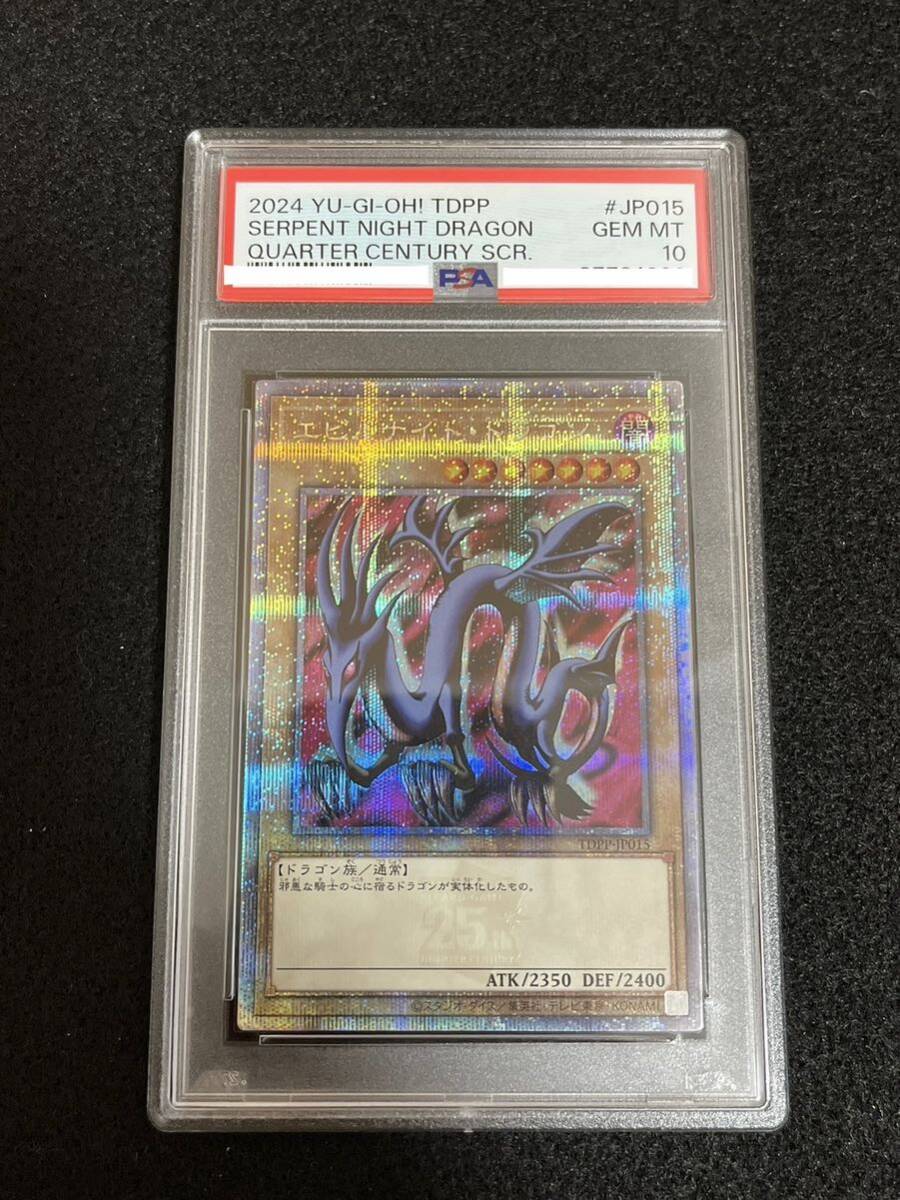 2024 YU-GI-OH! TDPP #JP015
SERPENT NIGHT DRAGON GEM MT
QUARTER CENTURY SCR. 10
PSA
エビル・ナイト・ドラゴン 闇
TDPP-JP015
【ドラゴン族／通常】
邪悪な騎士の心に宿るドラゴンが実体化したもの。
25th
ATK/2350 DEF/2400
©スタジオ・ダイス／集英社・テレビ東京・KONAMI